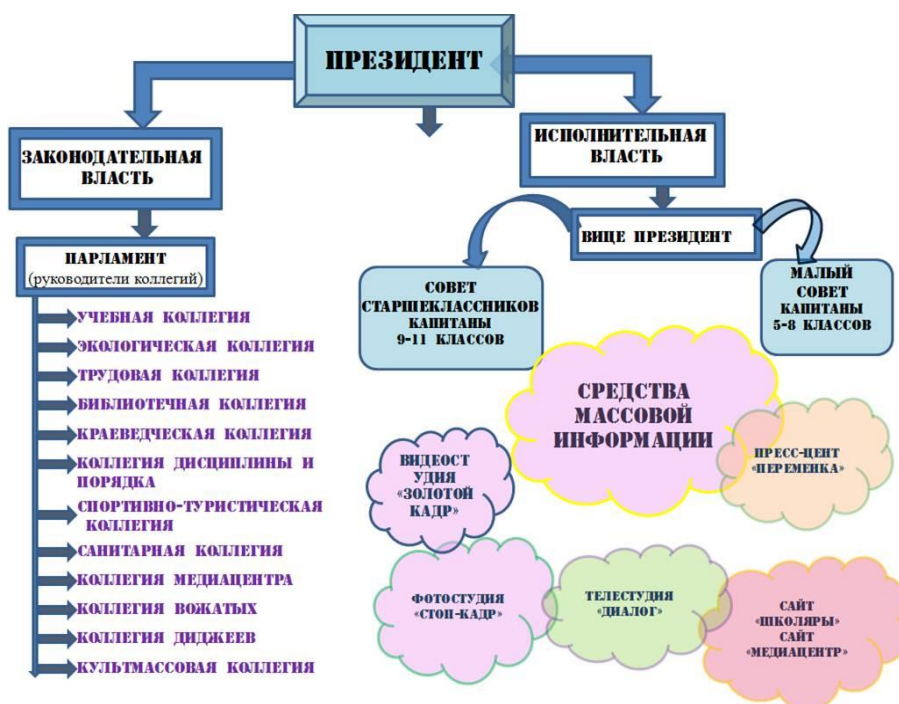 ПРЕЗИДЕНТ
ЗАКОНОДАТЕЛЬНАЯ
ВЛАСТЬ
ПАРЛАМЕНТ
(руководители коллегий)
УЧЕБНАЯ КОЛЛЕГИЯ
ЭКОЛОГИЧЕСКАЯ КОЛЛЕГИЯ
ТРУДОВАЯ КОЛЛЕГИЯ
БИБЛИОТЕЧНАЯ КОЛЛЕГИЯ
КРАЕВЕДЧЕСКАЯ КОЛЛЕГИЯ
КОЛЛЕГИЯ ДИСЦИПЛИНЫ И
ПОРЯДКА
СПОРТИВНО-ТУРИСТИЧЕСКАЯ
КОЛЛЕГИЯ
САНИТАРНАЯ КОЛЛЕГИЯ
КОЛЛЕГИЯ МЕДИАЦЕНТРА
КОЛЛЕГИЯ ВОЖАТЫХ
КОЛЛЕГИЯ ДИДЖЕЕВ
КУЛЬТМАССОВАЯ КОЛЛЕГИЯ
ИСПОЛНИТЕЛЬНАЯ
ВЛАСТЬ
ВИЦЕ ПРЕЗИДЕНТ
СОВЕТ
СТАРШЕКЛАССНИКОВ
КАПИТАНЫ
9-11 КЛАССОВ
МАЛЫЙ
СОВЕТ
КАПИТАНЫ
5-8 КЛАССОВ
СРЕДСТВА
МАССОВОЙ
ИНФОРМАЦИИ
ПРЕСС-ЦЕНТ
«ПЕРЕМЕНКА»
ВИДЕОСТ
УДИЯ
«ЗОЛОТОЙ
КАДР»
ФОТОСТУДИЯ
«СТОП-КАДР»
ТЕЛЕСТУДИЯ
«ДИАЛОГ»
САЙТ
«ШКОЛЯРЫ»
САЙТ
«МЕДИАЦЕНТР»